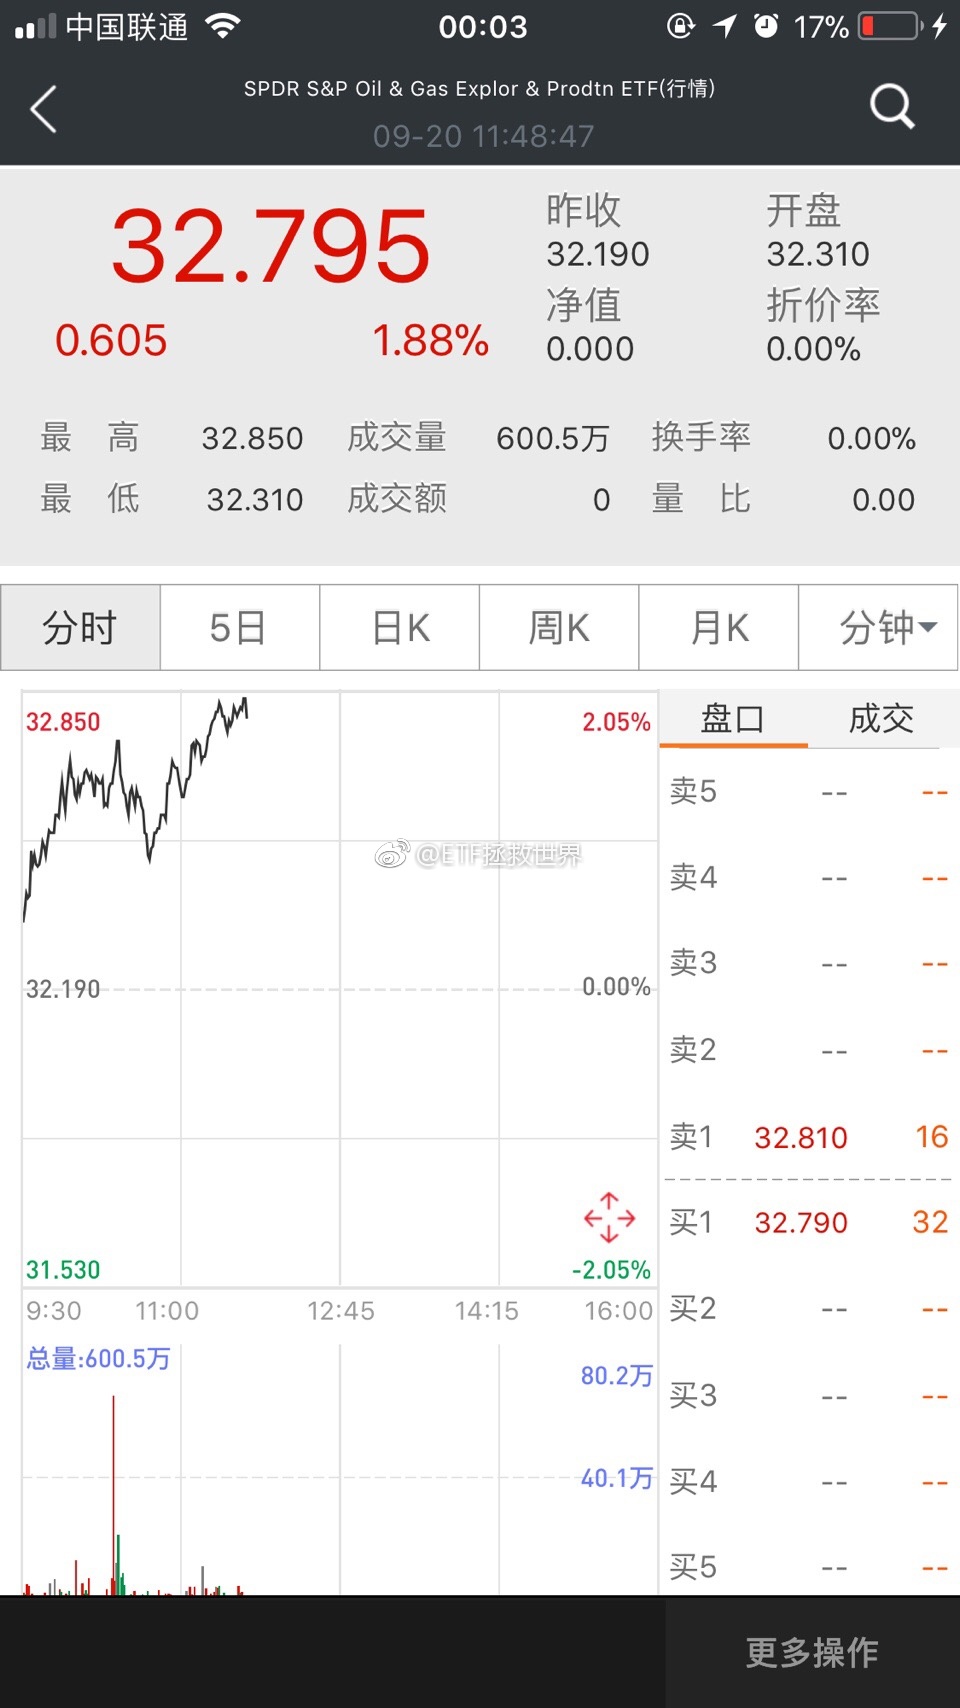 中国联通 00:03 17%
SPDR S&P Oil & Gas Explor & Prodtn ETF(行情)
09-20 11:48:47
32.795
0.605 1.88%
昨收 开盘
32.190 32.310
净值 折价率
0.000 0.00%
最高 32.850 成交量 600.5万 换手率 0.00%
最低 32.310 成交额 0 量比 0.00
分时 5日 日K 周K 月K 分钟
32.850 2.05%
32.190 0.00%
31.530 -2.05%
9:30 11:00 12:45 14:15 16:00
总量:600.5万
80.2万
40.1万
@ETF拯救世界
盘口 成交
卖5 -- --
卖4 -- --
卖3 -- --
卖2 -- --
卖1 32.810 16
买1 32.790 32
买2 -- --
买3 -- --
买4 -- --
买5 -- --
更多操作